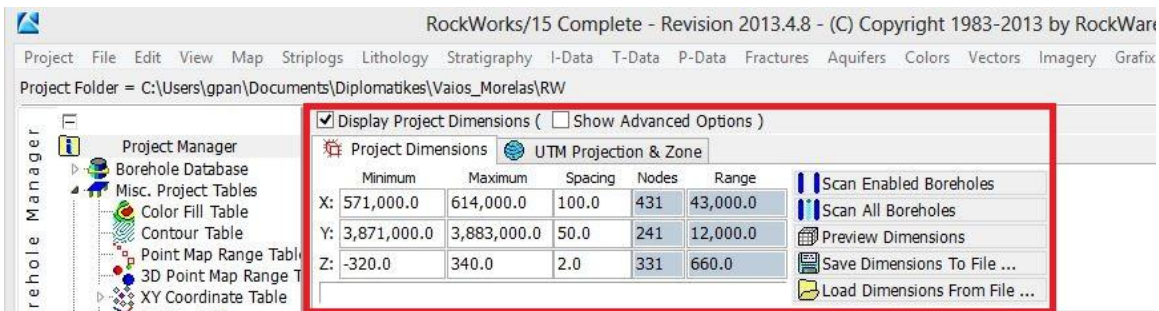 RockWorks/15 Complete - Revision 2013.4.8 - (C) Copyright 1983-2013 by RockWare
Project File Edit View Map Striplogs Lithology Stratigraphy I-Data T-Data P-Data Fractures Aquifers Colors Vectors Imagery Grafix
Project Folder = C:\Users\gpan\Documents\Diplomatikes\Vaios_Morelas\RW
Display Project Dimensions ( Show Advanced Options )
Project Manager
Project Dimensions UTM Projection & Zone
Borehole Database
Minimum Maximum Spacing Nodes Range
Scan Enabled Boreholes
Misc. Project Tables
X: 571,000.0 614,000.0 100.0 431 43,000.0
Color Fill Table
Scan All Boreholes
Contour Table
Y: 3,871,000.0 3,883,000.0 50.0 241 12,000.0
Preview Dimensions
Point Map Range Tabl
Z: -320.0 340.0 2.0 331 660.0
Save Dimensions To File ...
3D Point Map Range T
XY Coordinate Table
Load Dimensions From File ...
rehole Manager